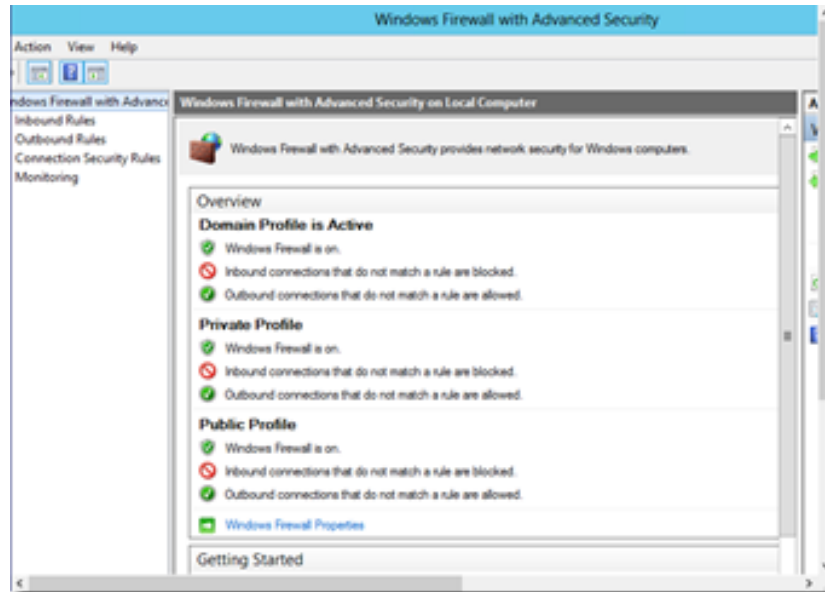 Windows Firewall with Advanced Security
Action View Help
ndows Firewall with Advance
Inbound Rules
Outbound Rules
Connection Security Rules
Monitoring
Windows Firewall with Advanced Security on Local Computer
Windows Firewall with Advanced Security provides network security for Windows computers.
Overview
Domain Profile is Active
Windows Firewall is on.
Inbound connections that do not match a rule are blocked.
Outbound connections that do not match a rule are allowed.
Private Profile
Windows Firewall is on.
Inbound connections that do not match a rule are blocked.
Outbound connections that do not match a rule are allowed.
Public Profile
Windows Firewall is on.
Inbound connections that do not match a rule are blocked.
Outbound connections that do not match a rule are allowed.
Windows Firewall Properties
Getting Started
A